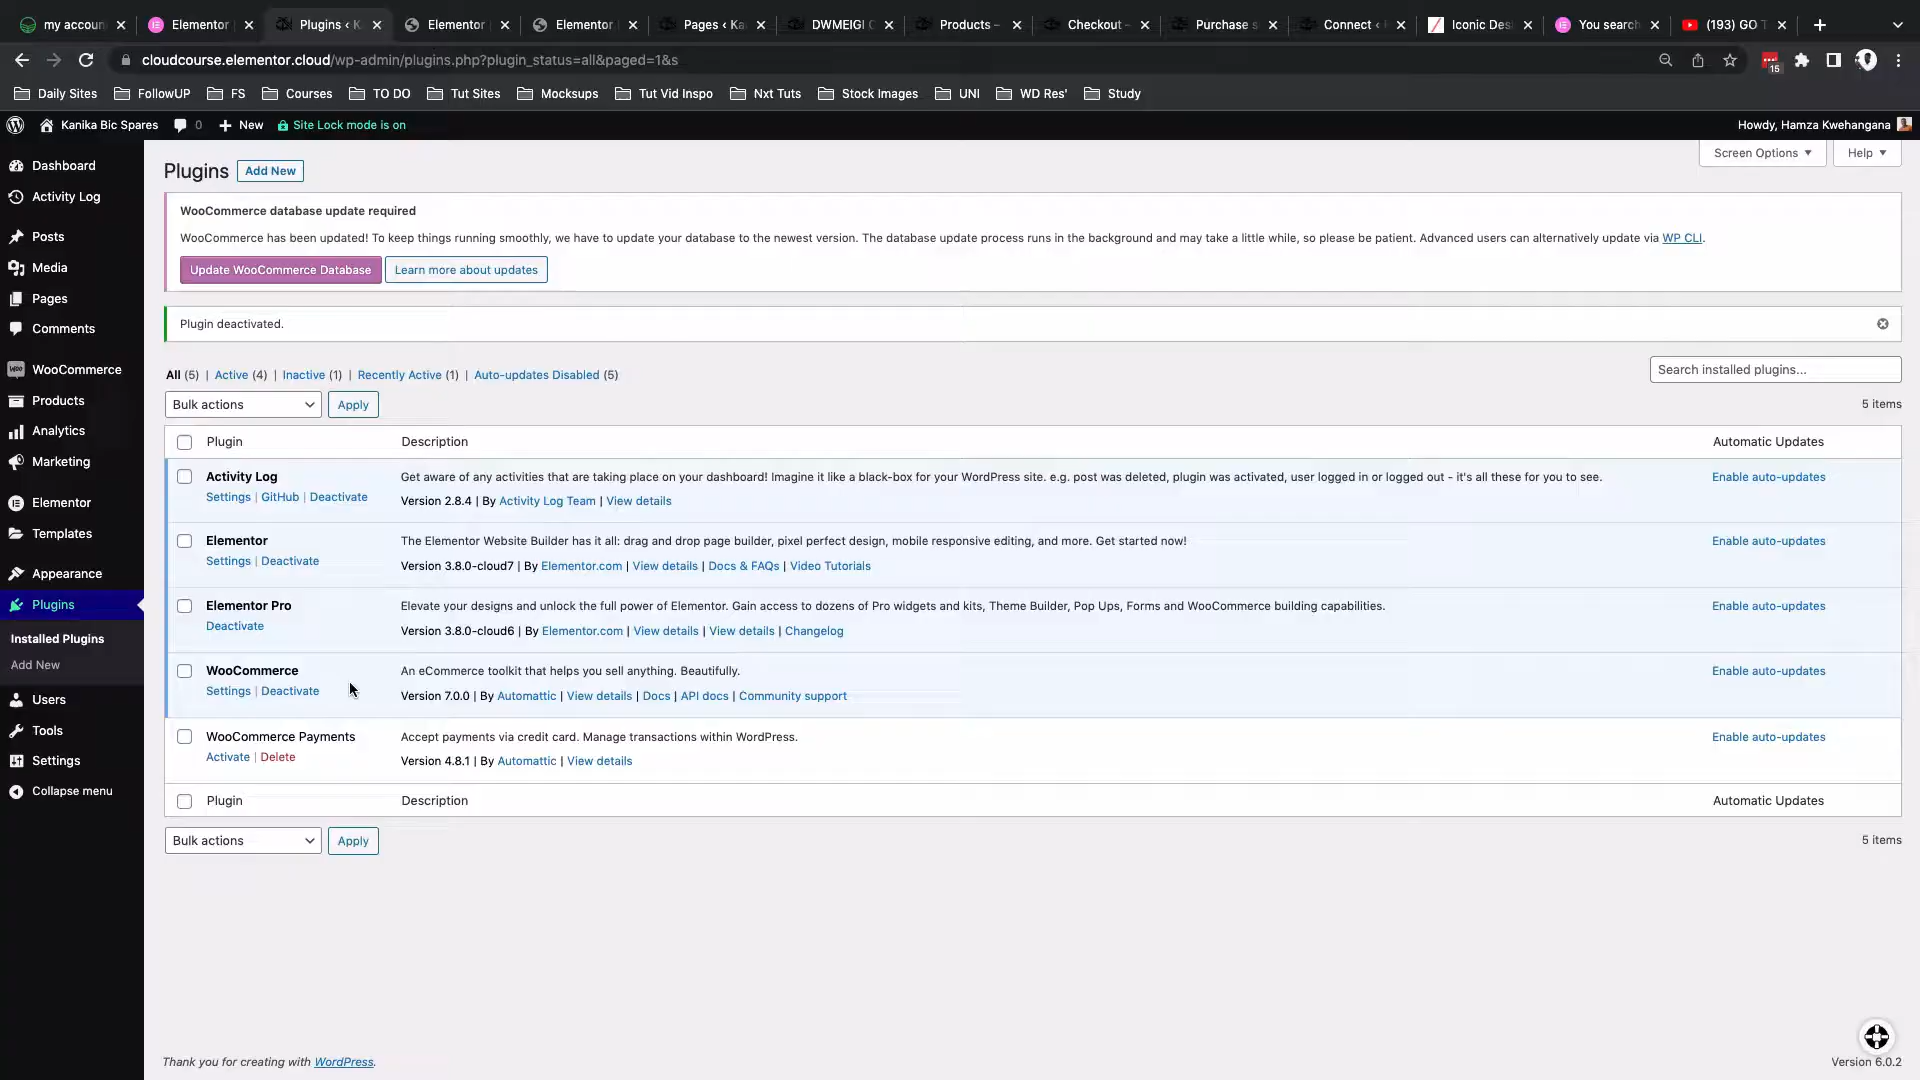 my accoun
Elementor
Plugins ‹ K
Elementor
Elementor
Pages ‹ Ka
DWMEIGI C
Products –
Checkout –
Purchase s
Connect ‹
Iconic Des
You search
(193) GO T
cloudcourse.elementor.cloud/wp-admin/plugins.php?plugin_status=all&paged=1&s
15
Daily Sites
FollowUP
FS
Courses
TO DO
Tut Sites
Mocksups
Tut Vid Inspo
Nxt Tuts
Stock Images
UNI
WD Res'
Study
Kanika Bic Spares
0
New
Site Lock mode is on
Howdy, Hamza Kwehangana
Dashboard
Activity Log
Posts
Media
Pages
Comments
WooCommerce
Products
Analytics
Marketing
Elementor
Templates
Appearance
Plugins
Installed Plugins
Add New
Users
Tools
Settings
Collapse menu
Plugins
Add New
Screen Options
Help
WooCommerce database update required
WooCommerce has been updated! To keep things running smoothly, we have to update your database to the newest version. The database update process runs in the background and may take a little while, so please be patient. Advanced users can alternatively update via WP CLI.
Update WooCommerce Database
Learn more about updates
Plugin deactivated.
All (5) | Active (4) | Inactive (1) | Recently Active (1) | Auto-updates Disabled (5)
Search installed plugins...
Bulk actions
Apply
5 items
Plugin
Description
Automatic Updates
Activity Log
Settings | GitHub | Deactivate
Get aware of any activities that are taking place on your dashboard! Imagine it like a black-box for your WordPress site. e.g. post was deleted, plugin was activated, user logged in or logged out - it's all these for you to see.
Version 2.8.4 | By Activity Log Team | View details
Enable auto-updates
Elementor
Settings | Deactivate
The Elementor Website Builder has it all: drag and drop page builder, pixel perfect design, mobile responsive editing, and more. Get started now!
Version 3.8.0-cloud7 | By Elementor.com | View details | Docs & FAQs | Video Tutorials
Enable auto-updates
Elementor Pro
Deactivate
Elevate your designs and unlock the full power of Elementor. Gain access to dozens of Pro widgets and kits, Theme Builder, Pop Ups, Forms and WooCommerce building capabilities.
Version 3.8.0-cloud6 | By Elementor.com | View details | View details | Changelog
Enable auto-updates
WooCommerce
Settings | Deactivate
An eCommerce toolkit that helps you sell anything. Beautifully.
Version 7.0.0 | By Automattic | View details | Docs | API docs | Community support
Enable auto-updates
WooCommerce Payments
Activate | Delete
Accept payments via credit card. Manage transactions within WordPress.
Version 4.8.1 | By Automattic | View details
Enable auto-updates
Plugin
Description
Automatic Updates
Bulk actions
Apply
5 items
Thank you for creating with WordPress.
Version 6.0.2